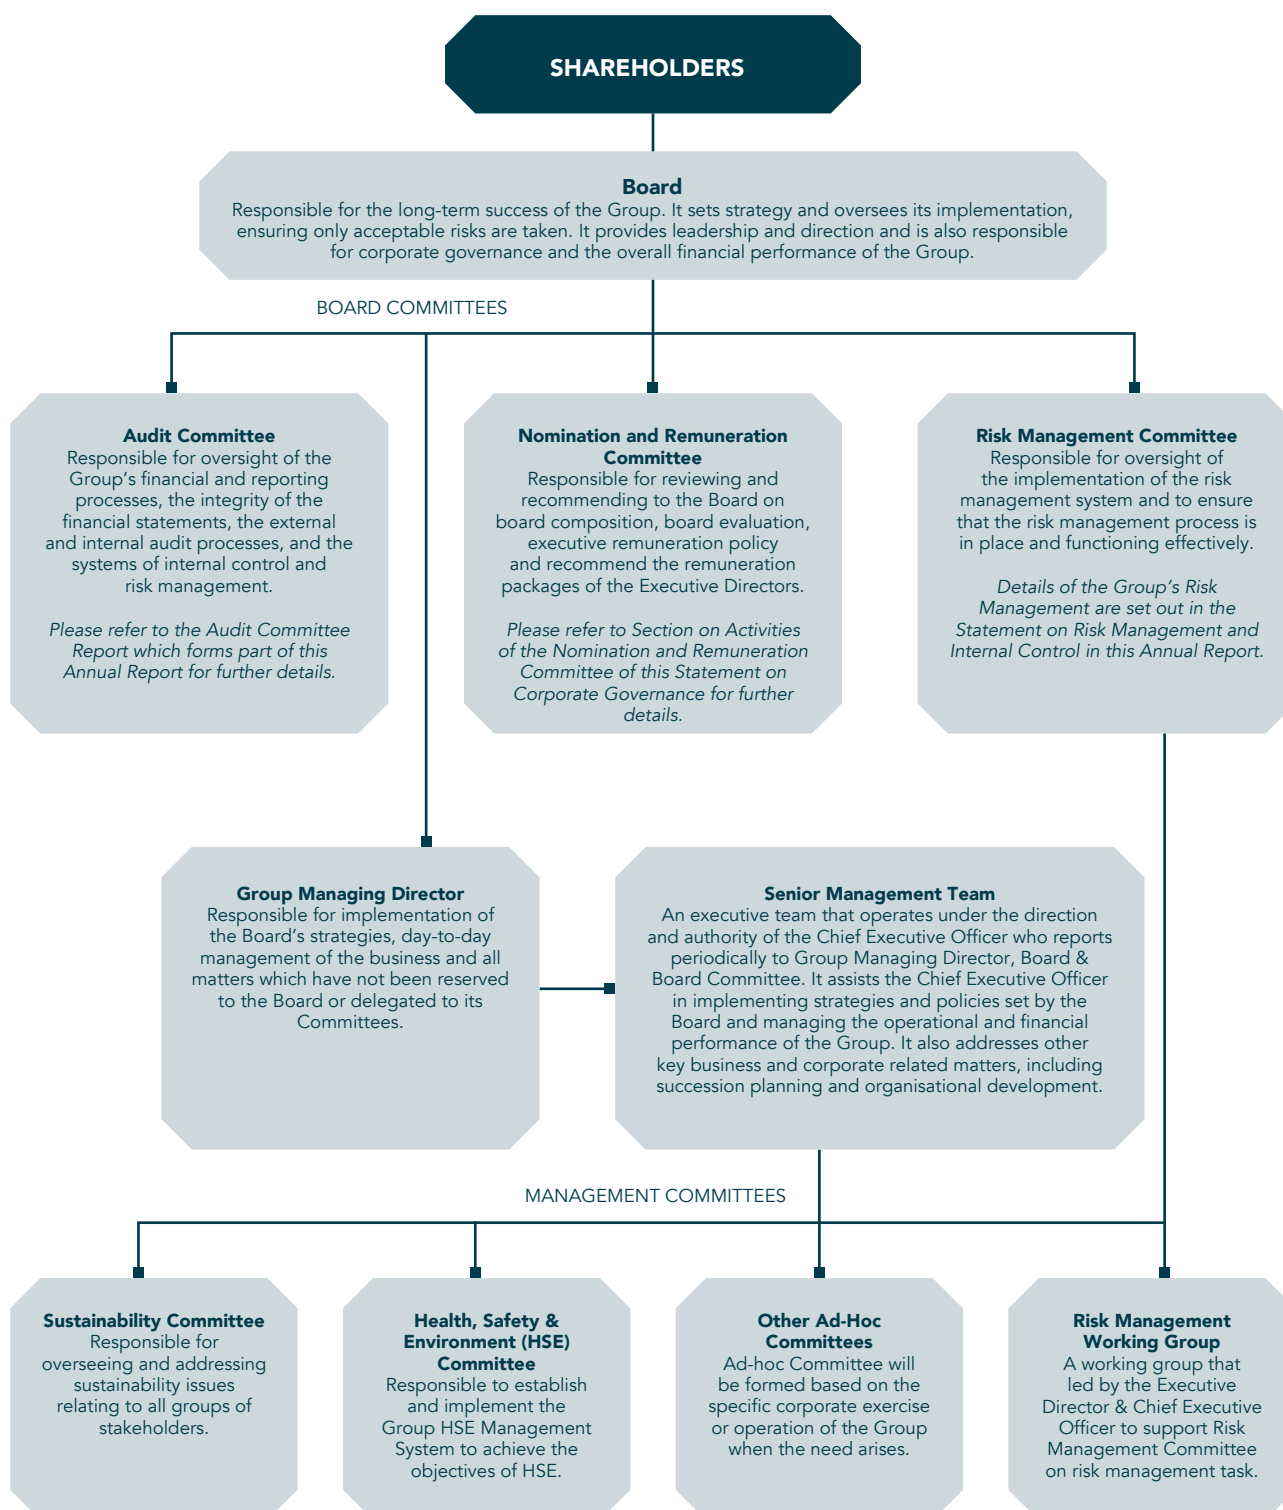 SHAREHOLDERS
Board
Responsible for the long-term success of the Group. It sets strategy and oversees its implementation,
ensuring only acceptable risks are taken. It provides leadership and direction and is also responsible
for corporate governance and the overall financial performance of the Group.
BOARD COMMITTEES
Audit Committee
Responsible for oversight of the
Group's financial and reporting
processes, the integrity of the
financial statements, the external
and internal audit processes, and the
systems of internal control and
risk management.
Please refer to the Audit Committee
Report which forms part of this
Annual Report for further details.
Nomination and Remuneration
Committee
Responsible for reviewing and
recommending to the Board on
board composition, board evaluation,
executive remuneration policy
and recommend the remuneration
packages of the Executive Directors.
Please refer to Section on Activities
of the Nomination and Remuneration
Committee of this Statement on
Corporate Governance for further
details.
Risk Management Committee
Responsible for oversight of
the implementation of the risk
management system and to ensure
that the risk management process is
in place and functioning effectively.
Details of the Group's Risk
Management are set out in the
Statement on Risk Management and
Internal Control in this Annual Report.
Group Managing Director
Responsible for implementation of
the Board's strategies, day-to-day
management of the business and all
matters which have not been reserved
to the Board or delegated to its
Committees.
Senior Management Team
An executive team that operates under the direction
and authority of the Chief Executive Officer who reports
periodically to Group Managing Director, Board &
Board Committee. It assists the Chief Executive Officer
in implementing strategies and policies set by the
Board and managing the operational and financial
performance of the Group. It also addresses other
key business and corporate related matters, including
succession planning and organisational development.
MANAGEMENT COMMITTEES
Sustainability Committee
Responsible for
overseeing and addressing
sustainability issues
relating to all groups of
stakeholders.
Health, Safety &
Environment (HSE)
Committee
Responsible to establish
and implement the
Group HSE Management
System to achieve the
objectives of HSE.
Other Ad-Hoc
Committees
Ad-hoc Committee will
be formed based on the
specific corporate exercise
or operation of the Group
when the need arises.
Risk Management
Working Group
A working group that
led by the Executive
Director & Chief Executive
Officer to support Risk
Management Committee
on risk management task.